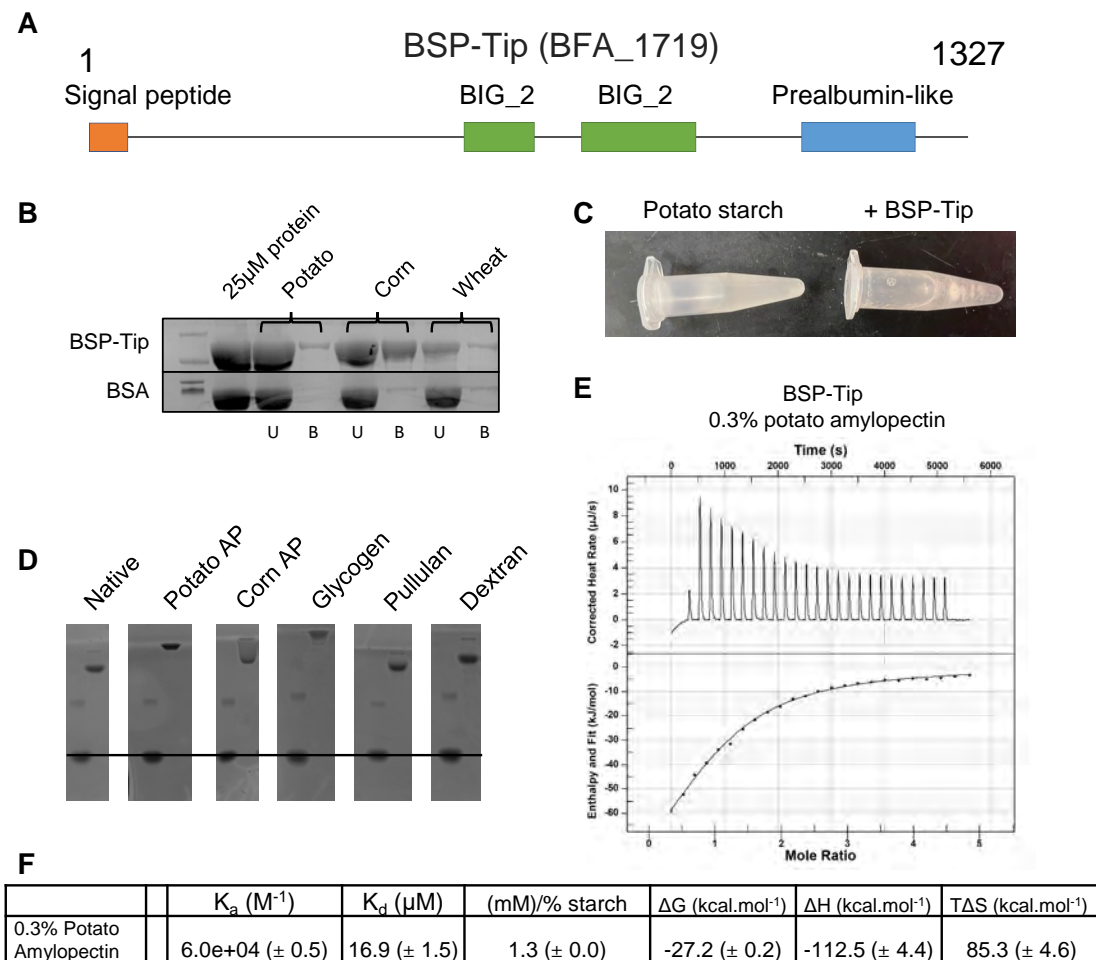 A
BSP-Tip (BFA_1719)
1
1327
Signal peptide
BIG_2
BIG_2
Prealbumin-like
B
25µM protein
Potato
Corn
Wheat
BSP-Tip
BSA
U B U B U B
C
Potato starch
+ BSP-Tip
D
Native
Potato AP
Corn AP
Glycogen
Pullulan
Dextran
E
BSP-Tip
0.3% potato amylopectin
Time (s)
0 1000 2000 3000 4000 5000 6000
Corrected Heat Rate (µJ/s)
10
8
6
4
2
0
-2
Enthalpy and Fit (kJ/mol)
0
-10
-20
-30
-40
-50
-60
0 1 2 3 4 5
Mole Ratio
F
Ka (M-1) Kd (µM) (mM)/% starch ΔG (kcal.mol-1) ΔH (kcal.mol-1) TΔS (kcal.mol-1)
0.3% Potato
Amylopectin 6.0e+04 (± 0.5) 16.9 (± 1.5) 1.3 (± 0.0) -27.2 (± 0.2) -112.5 (± 4.4) 85.3 (± 4.6)